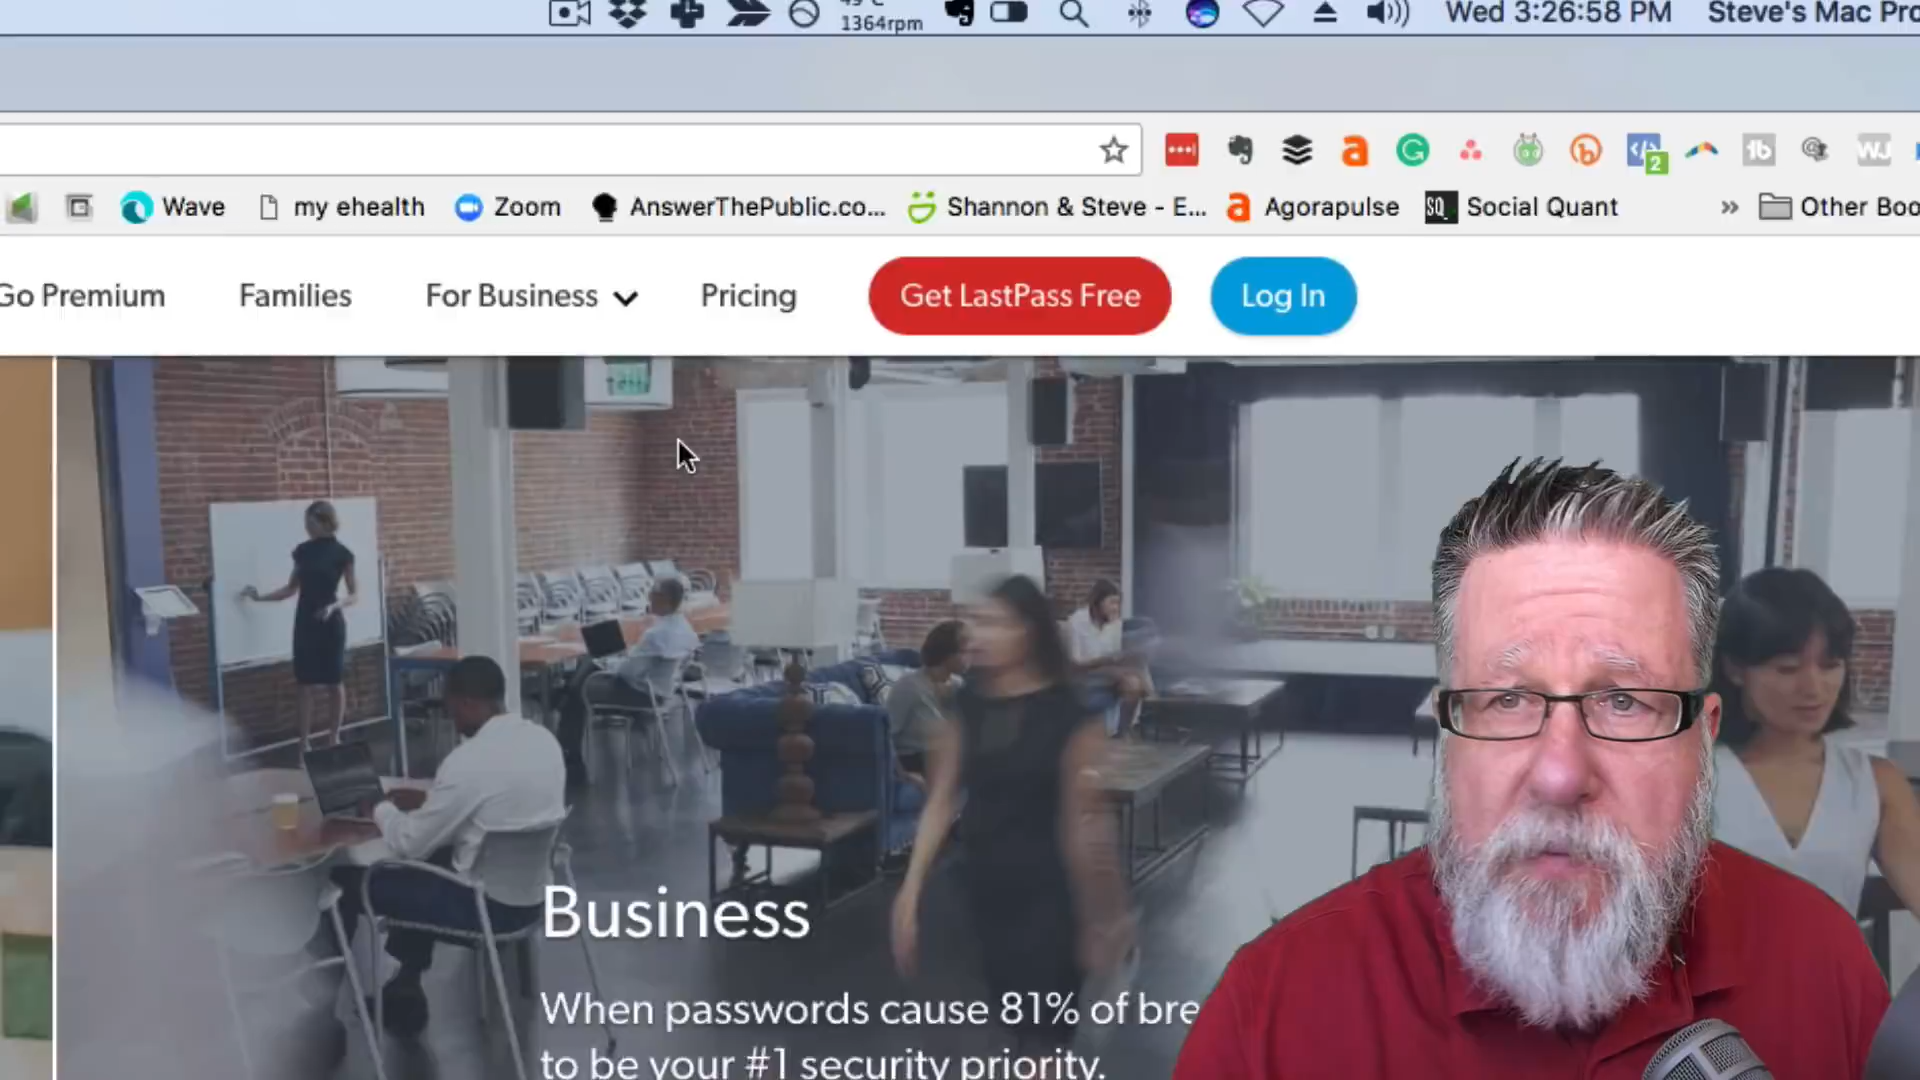 1364rpm
Wed 3:26:58 PM
Steve's Mac Pro
2
Wave
my ehealth
Zoom
AnswerThePublic.co...
Shannon & Steve - E...
Agorapulse
SQ
Social Quant
»
Other Boo
Go Premium
Families
For Business
Pricing
Get LastPass Free
Log In
Business
When passwords cause 81% of bre
to be your #1 security priority.